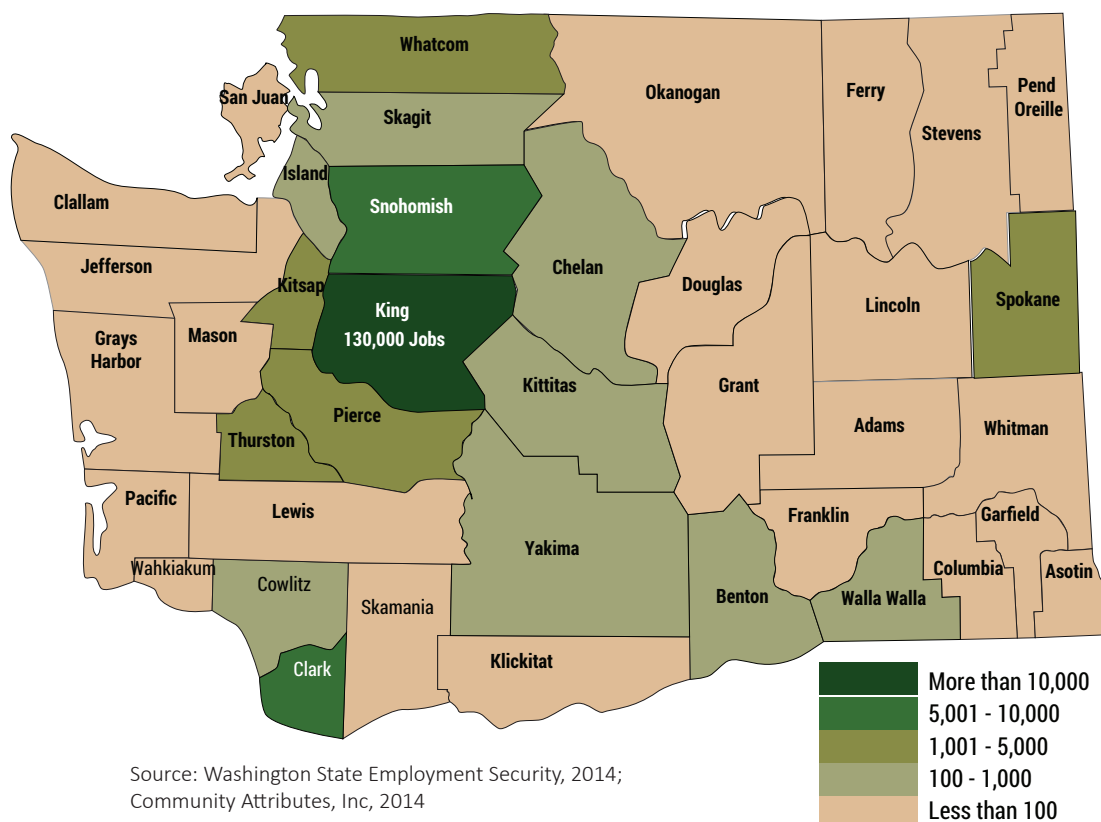 Whatcom
San Juan
Skagit
Island
Okanogan
Ferry
Stevens
Pend
Oreille
Clallam
Snohomish
Jefferson
Kitsap
Chelan
Douglas
Lincoln
Spokane
King
130,000 Jobs
Grays
Harbor
Mason
Kittitas
Grant
Pierce
Thurston
Adams
Whitman
Pacific
Lewis
Yakima
Franklin
Garfield
Wahkiakum
Cowlitz
Skamania
Benton
Walla Walla
Columbia
Asotin
Clark
Klickitat
More than 10,000
5,001 - 10,000
1,001 - 5,000
100 - 1,000
Less than 100
Source: Washington State Employment Security, 2014;
Community Attributes, Inc, 2014